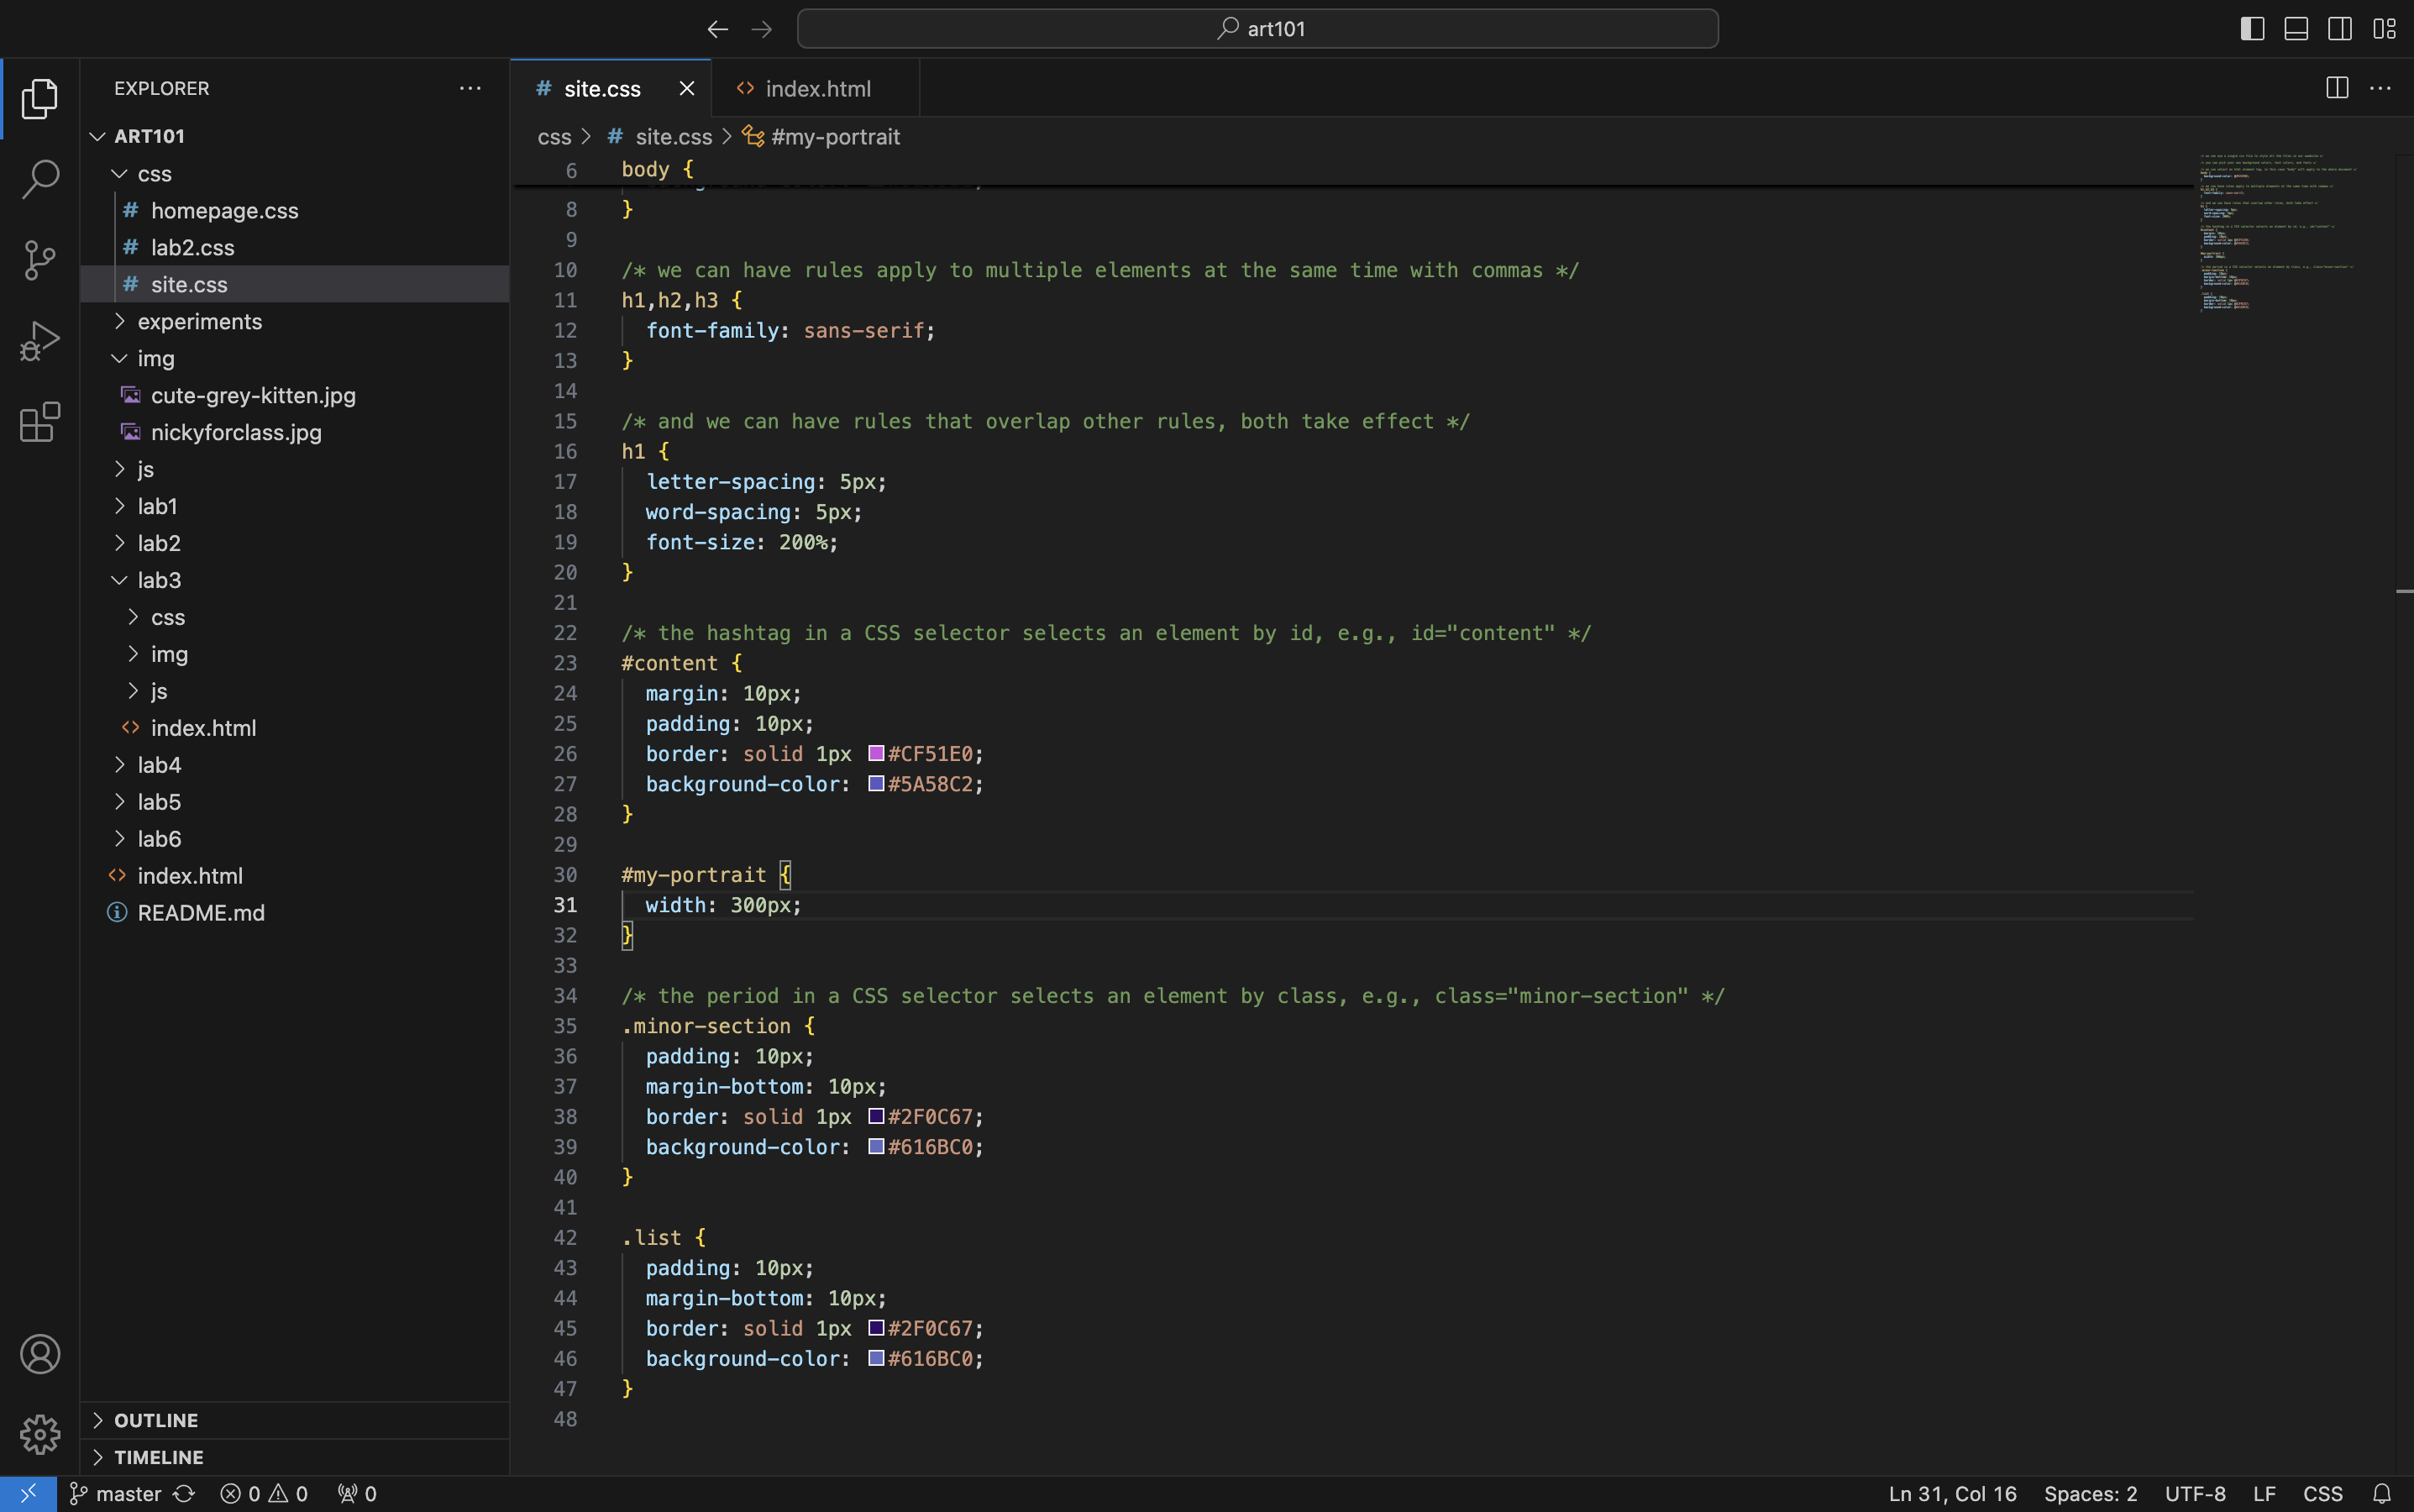 art101
EXPLORER
ART101
css
homepage.css
lab2.css
site.css
experiments
img
cute-grey-kitten.jpg
nickyforclass.jpg
js
lab1
lab2
lab3
css
img
js
index.html
lab4
lab5
lab6
index.html
README.md
OUTLINE
TIMELINE
# site.css
index.html
css > # site.css > #my-portrait
6 body {
8 }
9
10 /* we can have rules apply to multiple elements at the same time with commas */
11 h1,h2,h3 {
12 font-family: sans-serif;
13 }
14
15 /* and we can have rules that overlap other rules, both take effect */
16 h1 {
17 letter-spacing: 5px;
18 word-spacing: 5px;
19 font-size: 200%;
20 }
21
22 /* the hashtag in a CSS selector selects an element by id, e.g., id="content" */
23 #content {
24 margin: 10px;
25 padding: 10px;
26 border: solid 1px #CF51E0;
27 background-color: #5A58C2;
28 }
29
30 #my-portrait {
31 width: 300px;
32 }
33
34 /* the period in a CSS selector selects an element by class, e.g., class="minor-section" */
35 .minor-section {
36 padding: 10px;
37 margin-bottom: 10px;
38 border: solid 1px #2F0C67;
39 background-color: #616BC0;
40 }
41
42 .list {
43 padding: 10px;
44 margin-bottom: 10px;
45 border: solid 1px #2F0C67;
46 background-color: #616BC0;
47 }
48
master 0 0 0 Ln 31, Col 16 Spaces: 2 UTF-8 LF CSS